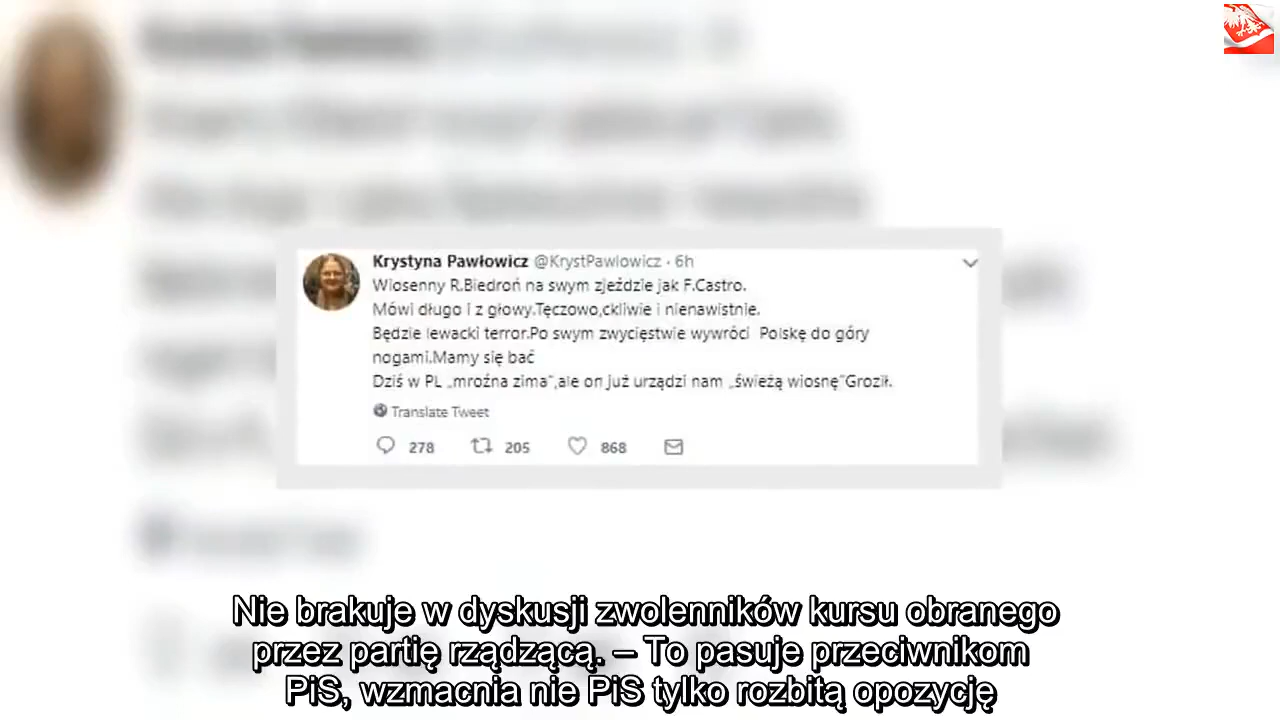 Krystyna Pawłowicz @KrystPawlowicz · 6h
Wiosenny R.Biedroń na swym zjeździe jak F.Castro.
Mówi długo i z głowy.Tęczowo,ckliwie i nienawistnie.
Będzie lewacki terror.Po swym zwycięstwie wywróci Polskę do góry
nogami.Mamy się bać
Dziś w PL „mroźna zima",ale on już urządzi nam „świeżą wiosnę"Groził.
Translate Tweet
278 205 868
Nie brakuje w dyskusji zwolenników kursu obranego
przez partię rządzącą. – To pasuje przeciwnikom
PiS, wzmacnia nie PiS tylko rozbitą opozycję